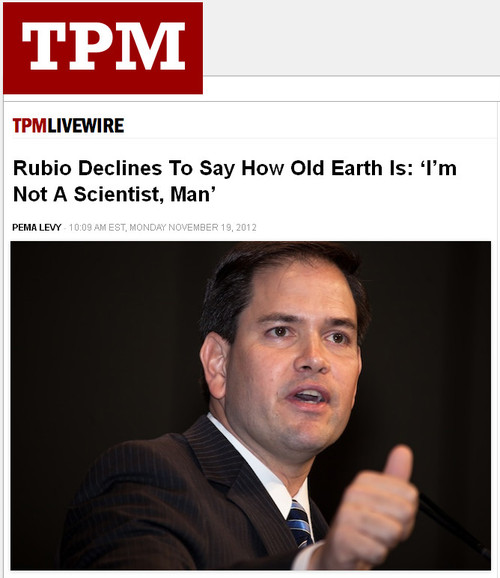 TPM
TPMLIVEWIRE
Rubio Declines To Say How Old Earth Is: ‘I’m
Not A Scientist, Man’
PEMA LEVY - 10:09 AM EST, MONDAY NOVEMBER 19, 2012